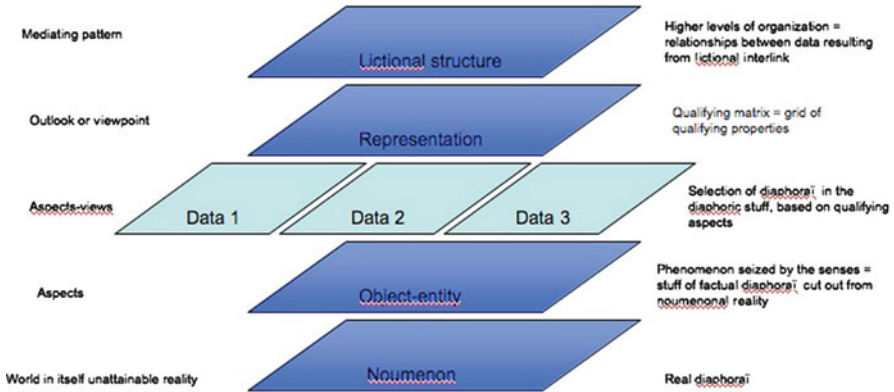 Mediating pattern
Lictional structure
Higher levels of organization =
relationships between data resulting
from lictional interlink
Outlook or viewpoint
Representation
Qualifying matrix = grid of
qualifying properties
Aspects-views
Data 1
Data 2
Data 3
Selection of diaphoraï in the
diaphoric stuff, based on qualifying
aspects
Aspects
Object-entity
Phenomenon seized by the senses =
stuff of factual diaphoraï cut out from
noumenonal reality
World in itself unattainable reality
Noumenon
Real diaphoraï